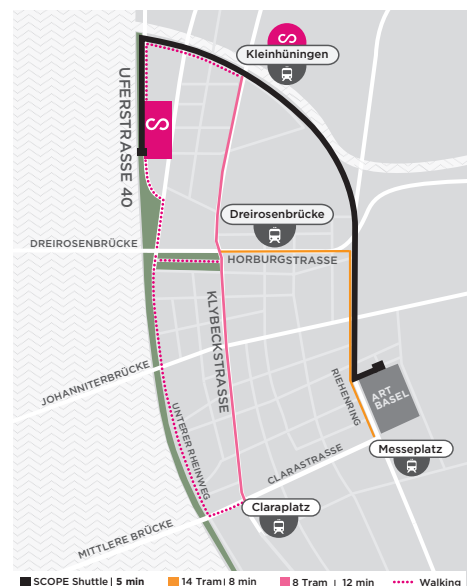 S
Kleinhüningen
UFERSTRASSE 40
S
Dreirosenbrücke
DREIROSENBRÜCKE
HORBURGSTRASSE
KLYBECKSTRASSE
JOHANNITERBRÜCKE
RIEHENRING
ART
BASEL
UNTERER RHEINWEG
Messeplatz
CLARASTRASSE
Claraplatz
MITTLERE BRÜCKE
SCOPE Shuttle | 5 min
14 Tram | 8 min
8 Tram | 12 min
Walking